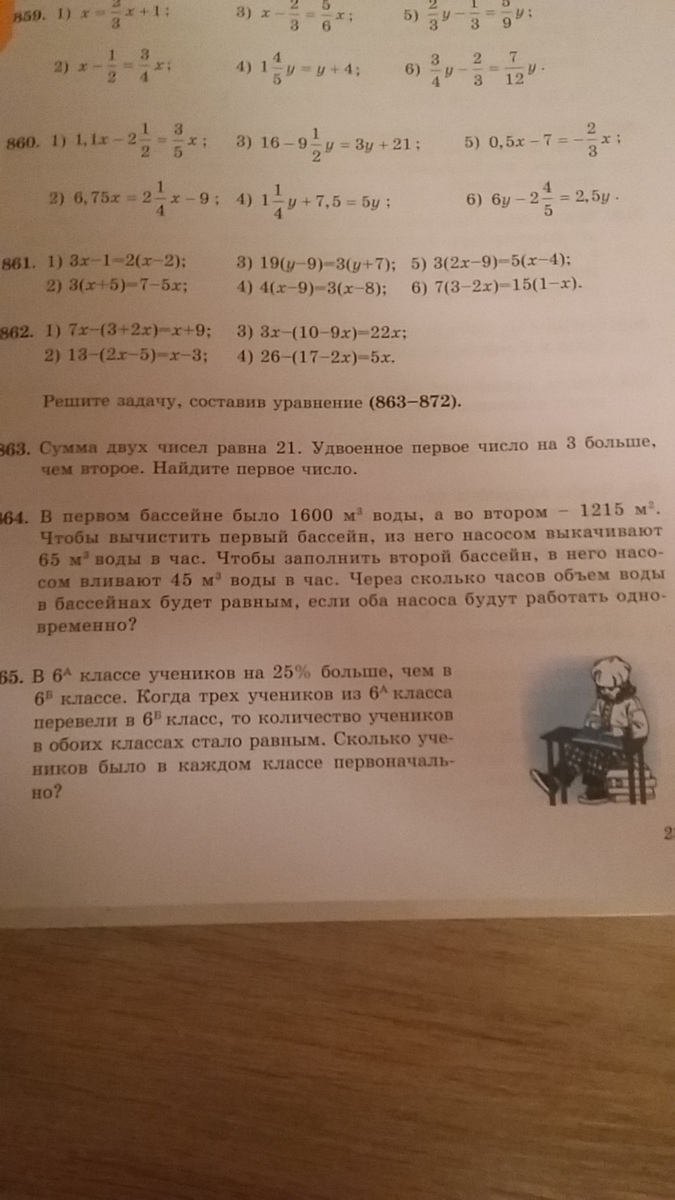 859. 1) x = 2/3 x + 1; 3) x − 2/3 = 5/6 x; 5) 2/3 y − 1/3 = 5/9 y;
2) x − 1/2 = 3/4 x; 4) 1 4/5 y = y + 4; 6) 3/4 y − 2/3 = 7/12 y.
860. 1) 1,1x − 2 1/2 = 3/5 x; 3) 16 − 9 1/2 y = 3y + 21; 5) 0,5x − 7 = − 2/3 x;
2) 6,75x = 2 1/4 x − 9; 4) 1 1/4 y + 7,5 = 5y; 6) 6y − 2 4/5 = 2,5y.
861. 1) 3x−1=2(x−2); 3) 19(y−9)=3(y+7); 5) 3(2x−9)=5(x−4);
2) 3(x+5)=7−5x; 4) 4(x−9)=3(x−8); 6) 7(3−2x)=15(1−x).
862. 1) 7x−(3+2x)=x+9; 3) 3x−(10−9x)=22x;
2) 13−(2x−5)=x−3; 4) 26−(17−2x)=5x.
Решите задачу, составив уравнение (863−872).
863. Сумма двух чисел равна 21. Удвоенное первое число на 3 больше,
чем второе. Найдите первое число.
64. В первом бассейне было 1600 м³ воды, а во втором − 1215 м³.
Чтобы вычистить первый бассейн, из него насосом выкачивают
65 м³ воды в час. Чтобы заполнить второй бассейн, в него насо-
сом вливают 45 м³ воды в час. Через сколько часов объем воды
в бассейнах будет равным, если оба насоса будут работать одно-
временно?
65. В 6ᴬ классе учеников на 25% больше, чем в
6ᴮ классе. Когда трех учеников из 6ᴬ класса
перевели в 6ᴮ класс, то количество учеников
в обоих классах стало равным. Сколько уче-
ников было в каждом классе первоначаль-
но?